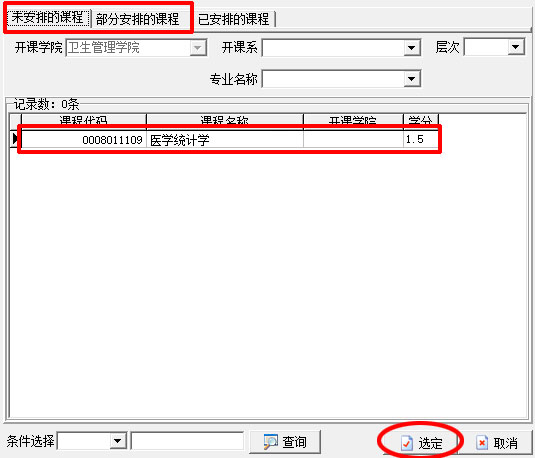 未安排的课程 部分安排的课程 已安排的课程
开课学院 卫生管理学院 开课系 层次
专业名称
记录数: 0条
课程代码 课程名称 开课学院 学分
0008011109 医学统计学 1.5
条件选择 查询 选定 取消